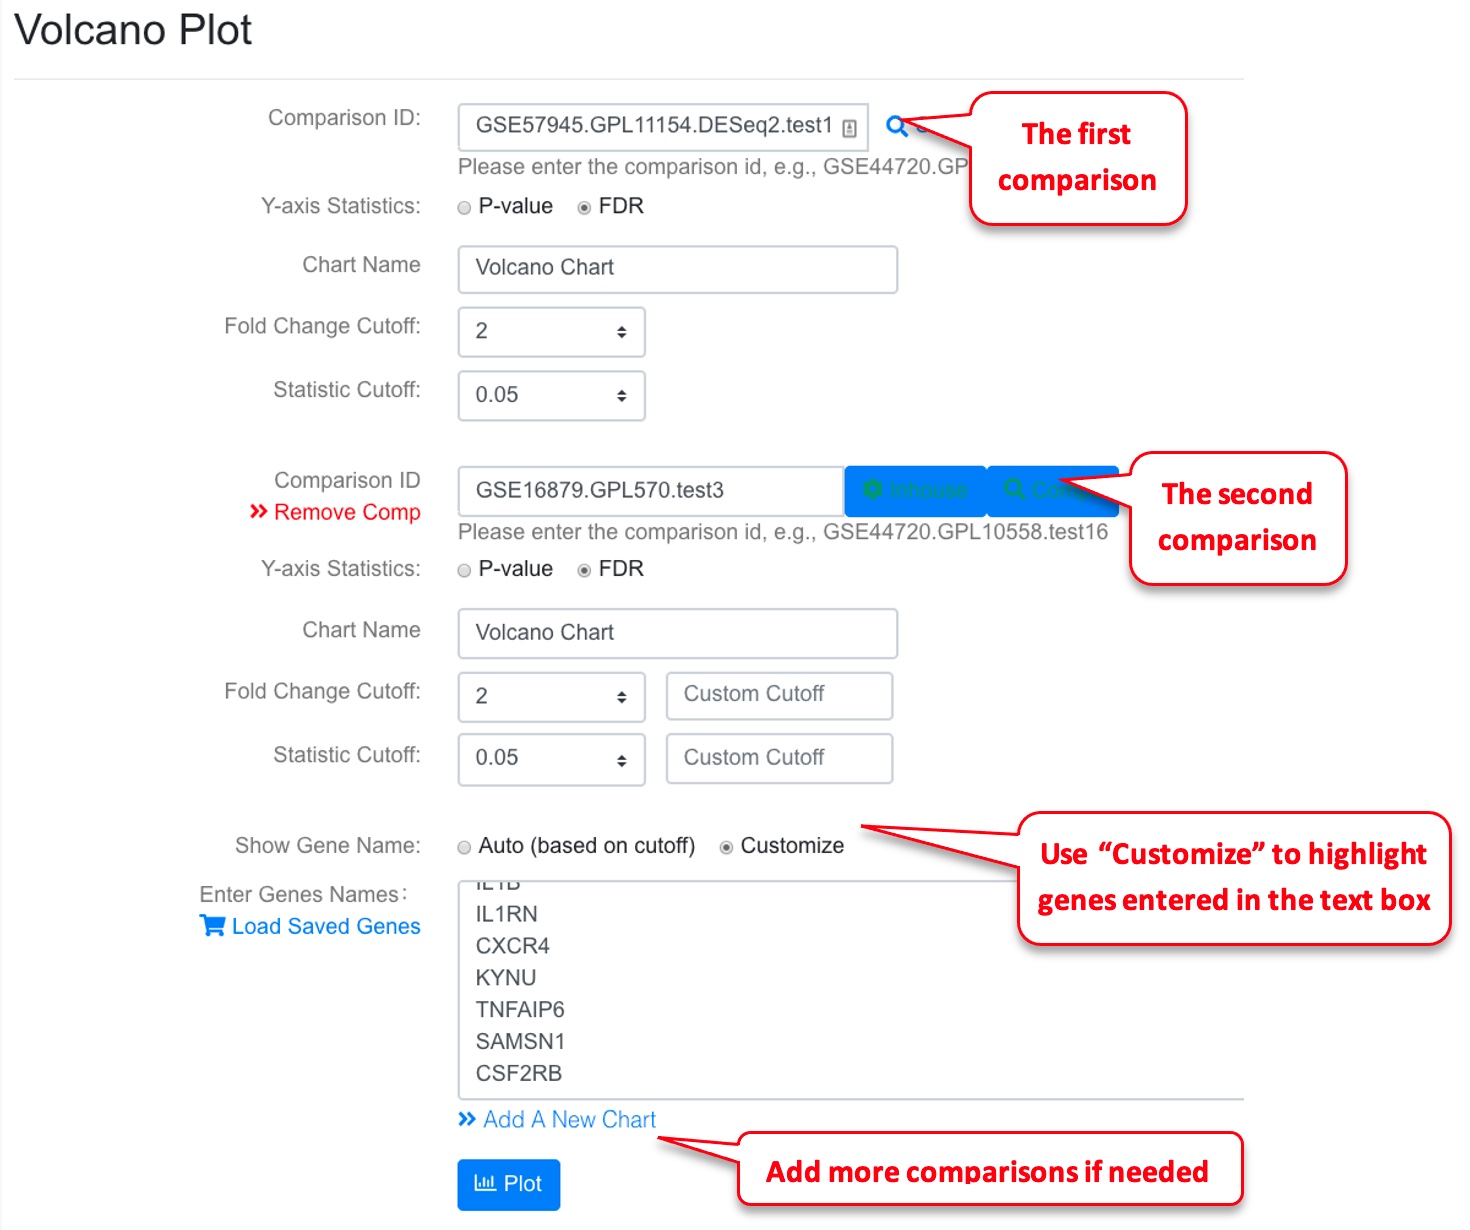 Volcano Plot
Comparison ID: GSE57945.GPL11154.DESeq2.test1
The first
comparison
Please enter the comparison id, e.g., GSE44720.GP
Y-axis Statistics: P-value FDR
Chart Name Volcano Chart
Fold Change Cutoff: 2
Statistic Cutoff: 0.05
Comparison ID GSE16879.GPL570.test3 Inhouse
>> Remove Comp
The second
comparison
Please enter the comparison id, e.g., GSE44720.GPL10558.test16
Y-axis Statistics: P-value FDR
Chart Name Volcano Chart
Fold Change Cutoff: 2 Custom Cutoff
Statistic Cutoff: 0.05 Custom Cutoff
Show Gene Name: Auto (based on cutoff) Customize
Use “Customize” to highlight
genes entered in the text box
Enter Genes Names:
Load Saved Genes
IL1B
IL1RN
CXCR4
KYNU
TNFAIP6
SAMSN1
CSF2RB
>> Add A New Chart
Add more comparisons if needed
Plot